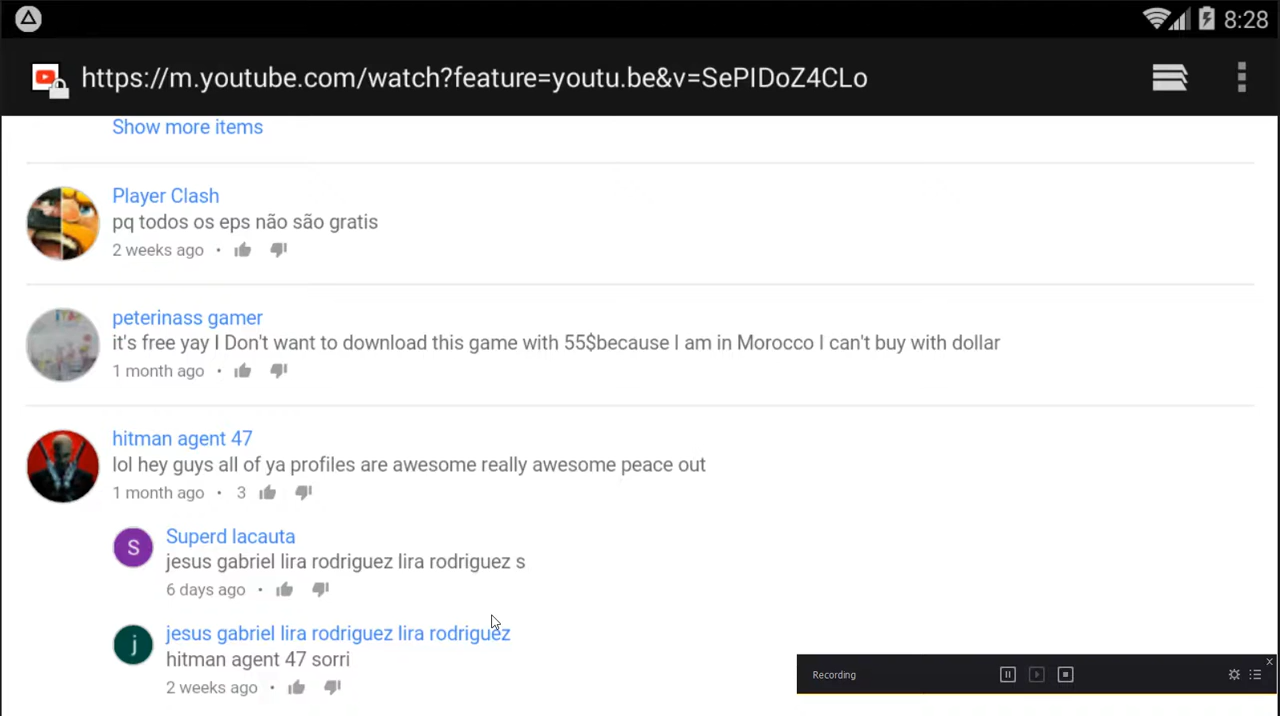 8:28
https://m.youtube.com/watch?feature=youtu.be&v=SePIDoZ4CLo
Show more items
Player Clash
pq todos os eps não são gratis
2 weeks ago •
peterinass gamer
it's free yay I Don't want to download this game with 55$because I am in Morocco I can't buy with dollar
1 month ago •
hitman agent 47
lol hey guys all of ya profiles are awesome really awesome peace out
1 month ago • 3
S
Superd lacauta
jesus gabriel lira rodriguez lira rodriguez s
6 days ago •
j
jesus gabriel lira rodriguez lira rodriguez
hitman agent 47 sorri
2 weeks ago •
Recording